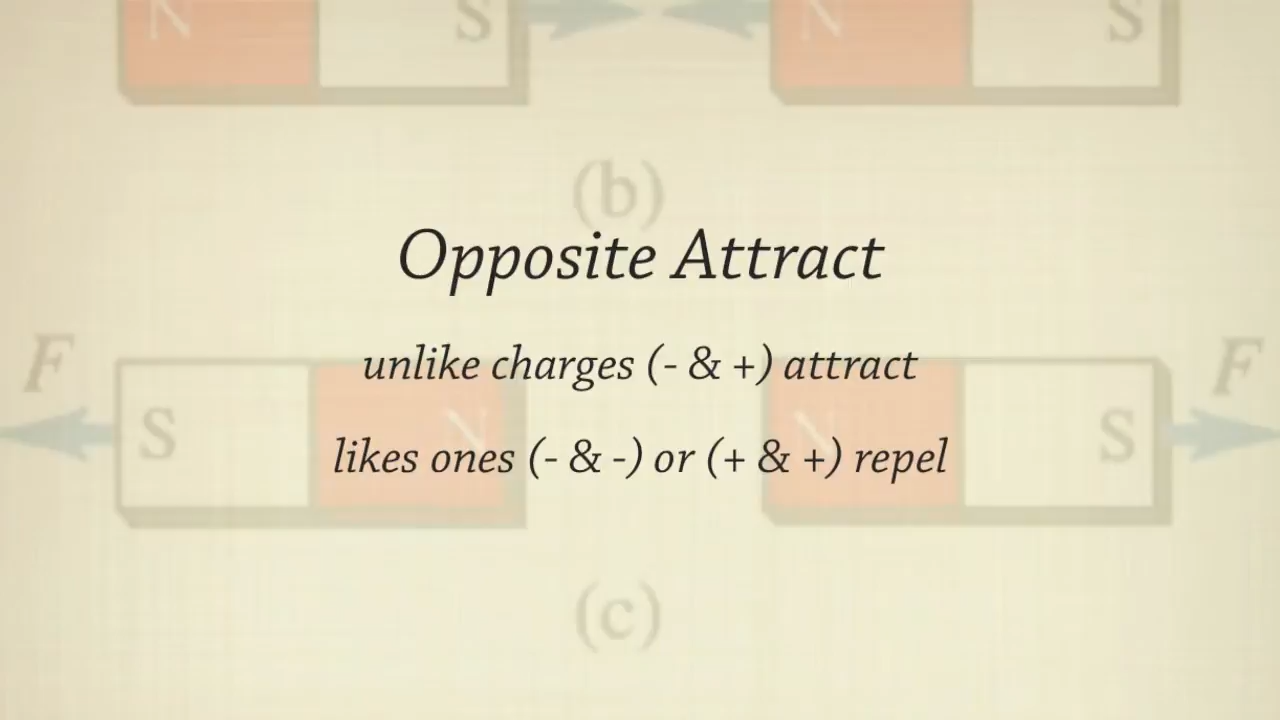 N S N S
(b)
Opposite Attract
F F
unlike charges (- & +) attract
S N N S
likes ones (- & -) or (+ & +) repel
(c)